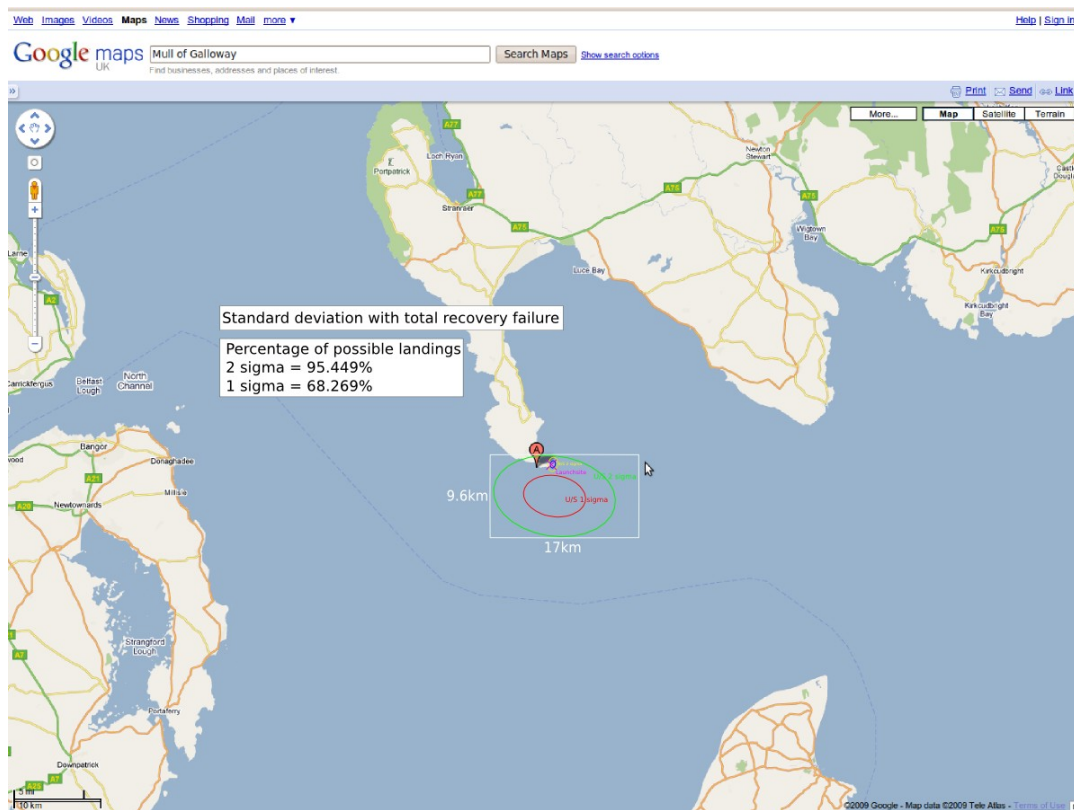 Web Images Videos Maps News Shopping Mail more ▼
Help | Sign in
Google maps UK
Mull of Galloway
Search Maps
Show search options
Find businesses, addresses and places of interest.
»
Print Send Link
More...
Map Satellite Terrain
A77
Loch Ryan
Portpatrick
A77
Stranraer
A75
A75
Newton Stewart
A75
Wigtown Bay
A75
Kirkcudbright
Kirkcudbright Bay
Luce Bay
Larne
A2
Carrickfergus
Belfast Lough
North Channel
Standard deviation with total recovery failure
Percentage of possible landings
2 sigma = 95.449%
1 sigma = 68.269%
A
Launchsite
U/S 2 sigma
U/S 1 sigma
9.6km
17km
Bangor
Donaghadee
A21
Millisle
Newtownards
A20
Strangford Lough
A7
Portaferry
Downpatrick
A7
A25
5 mi
10 km
©2009 Google - Map data ©2009 Tele Atlas - Terms of Use